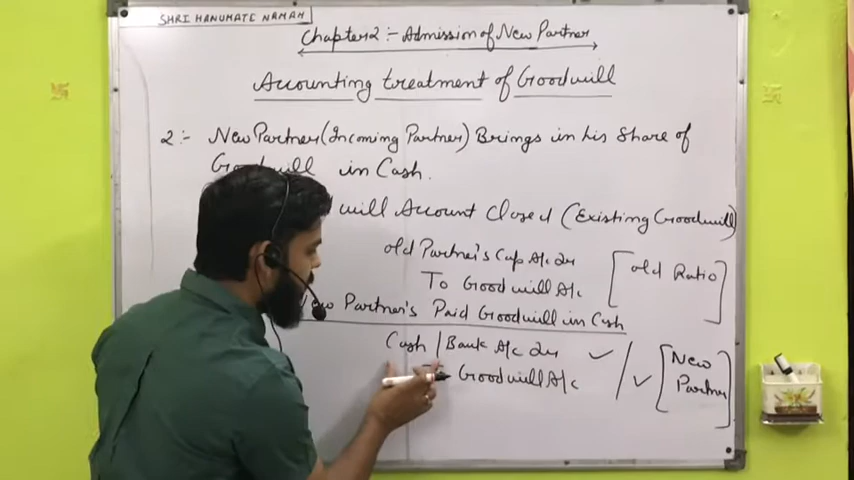 SHRI HANUMATE NAMAH
Chapter 2 :- Admission of New Partner
Accounting treatment of Goodwill
2 :- New Partner (Incoming Partner) Brings in his Share of
Goodwill in Cash.
will Account Closed (Existing Goodwill)
old Partner's Cap A/c Dr
To Goodwill A/c
[old Ratio]
New Partner's Paid Goodwill in Cash
Cash / Bank A/c Dr
Goodwill A/c
[New
Partner]